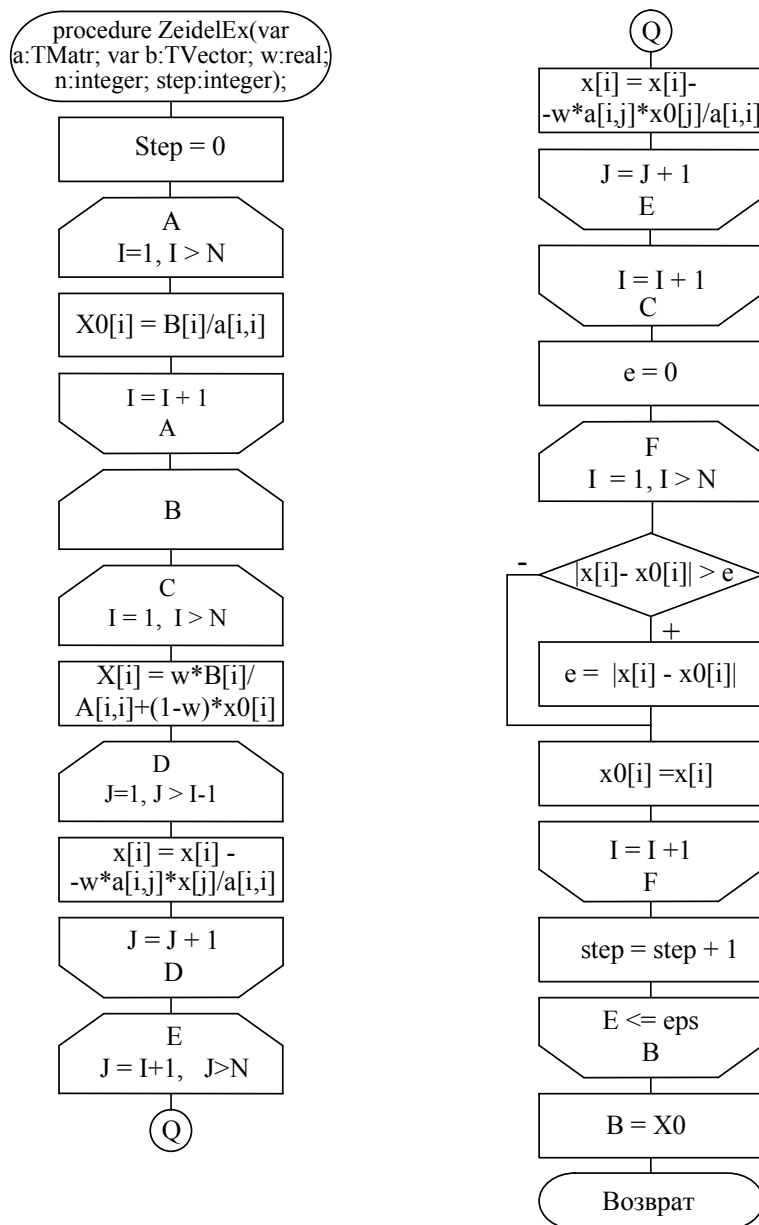 procedure ZeidelEx(var
a:TMatr; var b:TVector; w:real;
n:integer; step:integer);
Step = 0
A
I=1, I > N
X0[i] = B[i]/a[i,i]
I = I + 1
A
B
C
I = 1, I > N
X[i] = w*B[i]/
A[i,i]+(1-w)*x0[i]
D
J=1, J > I-1
x[i] = x[i] -
-w*a[i,j]*x[j]/a[i,i]
J = J + 1
D
E
J = I+1, J>N
Q
Q
x[i] = x[i]-
-w*a[i,j]*x0[j]/a[i,i]
J = J + 1
E
I = I + 1
C
e = 0
F
I = 1, I > N
-
|x[i]- x0[i]| > e
+
e = |x[i] - x0[i]|
x0[i] =x[i]
I = I +1
F
step = step + 1
E <= eps
B
B = X0
Возврат